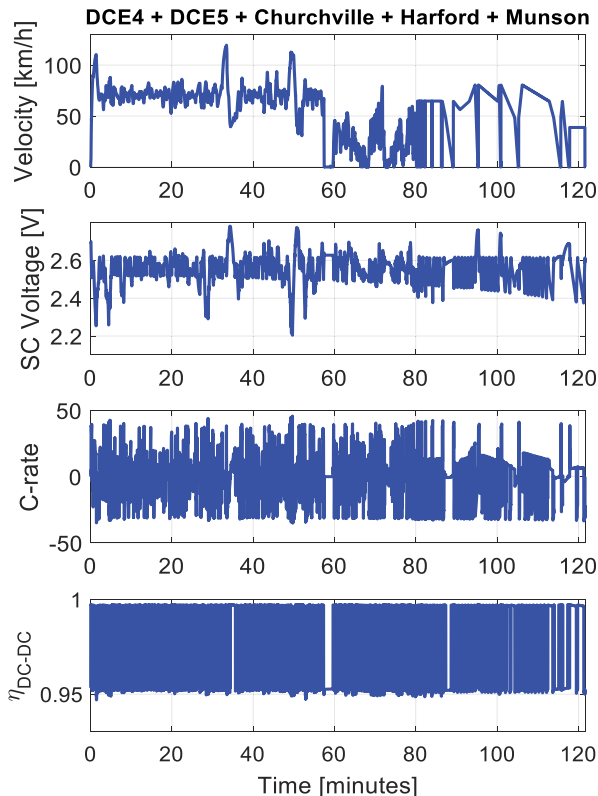 DCE4 + DCE5 + Churchville + Harford + Munson
Velocity [km/h]
100
50
0
0 20 40 60 80 100 120
SC Voltage [V]
2.6
2.4
2.2
0 20 40 60 80 100 120
C-rate
50
0
-50
0 20 40 60 80 100 120
ηDC-DC
1
0.95
0 20 40 60 80 100 120
Time [minutes]